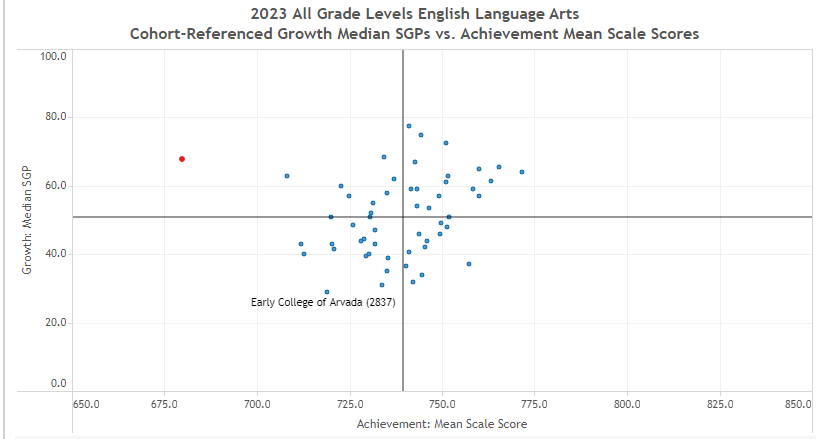 2023 All Grade Levels English Language Arts
Cohort-Referenced Growth Median SGPs vs. Achievement Mean Scale Scores
100.0
80.0
60.0
40.0
20.0
0.0
Growth: Median SGP
Early College of Arvada (2837)
650.0 675.0 700.0 725.0 750.0 775.0 800.0 825.0 850.0
Achievement: Mean Scale Score